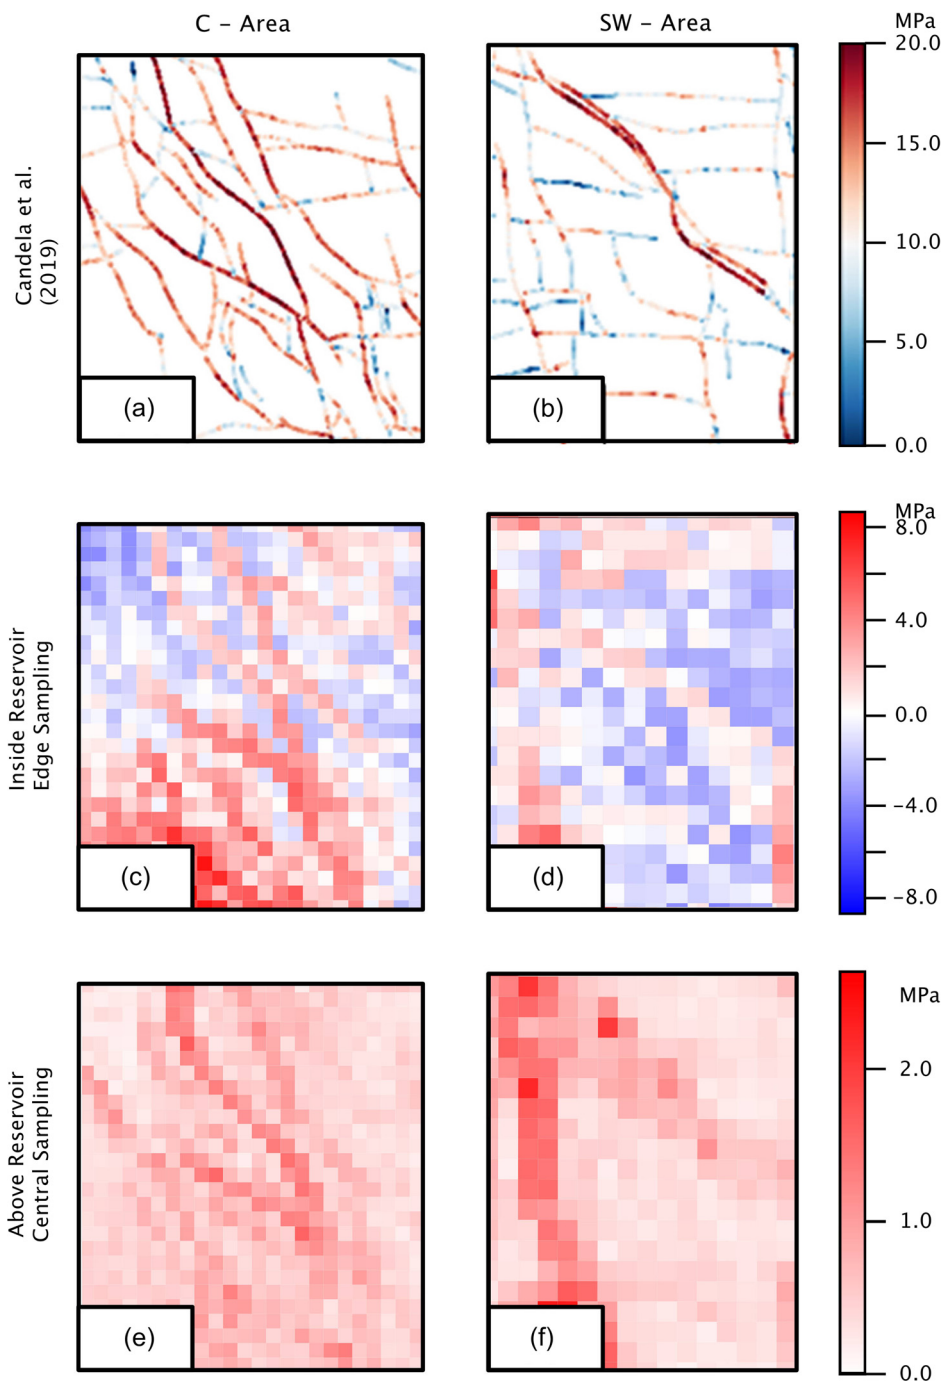 C – Area
SW – Area
MPa
20.0
15.0
10.0
5.0
0.0
Candela et al.
(2019)
(a)
(b)
MPa
8.0
4.0
0.0
−4.0
−8.0
Inside Reservoir
Edge Sampling
(c)
(d)
MPa
2.0
1.0
0.0
Above Reservoir
Central Sampling
(e)
(f)